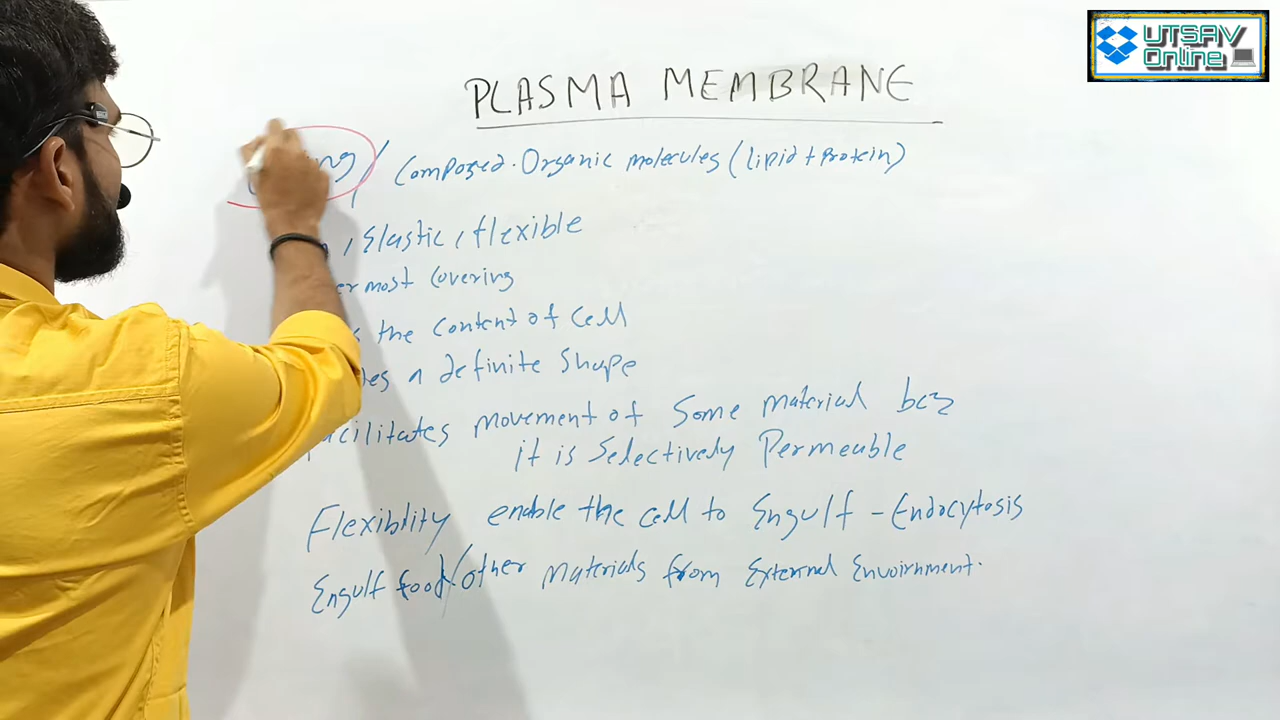 UTSAV
Online
PLASMA MEMBRANE
/ Composed. Organic molecules (lipid + Protein)
, Elastic, flexible
most Covering
the Content of Cell
a definite Shape
Facilitates movement of Some material bcz
it is Selectively Permeable
Flexiblity enable the Cell to Engulf - Endocytosis
Engulf food/other Materials from External Envoirnment.